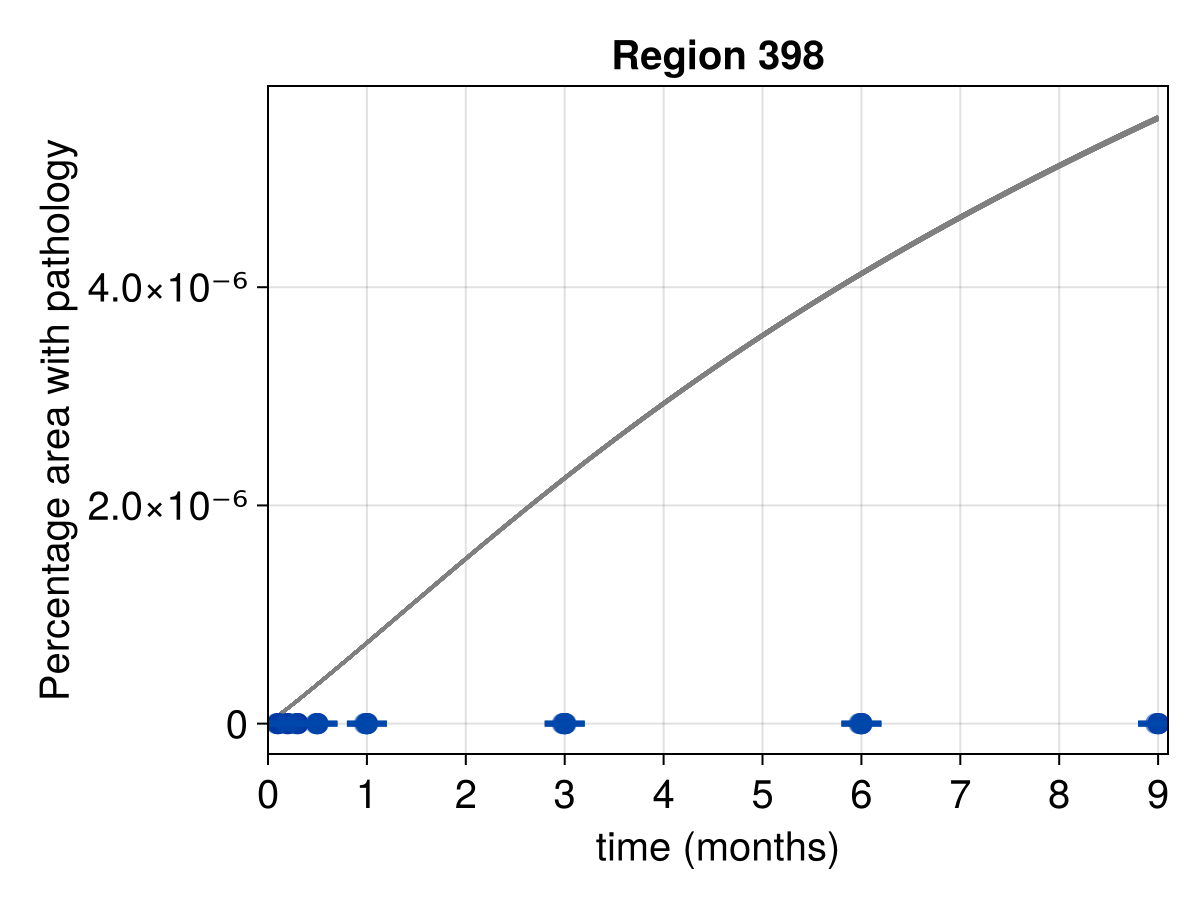 Region 398
Percentage area with pathology
4.0×10⁻⁶
2.0×10⁻⁶
0
0 1 2 3 4 5 6 7 8 9
time (months)